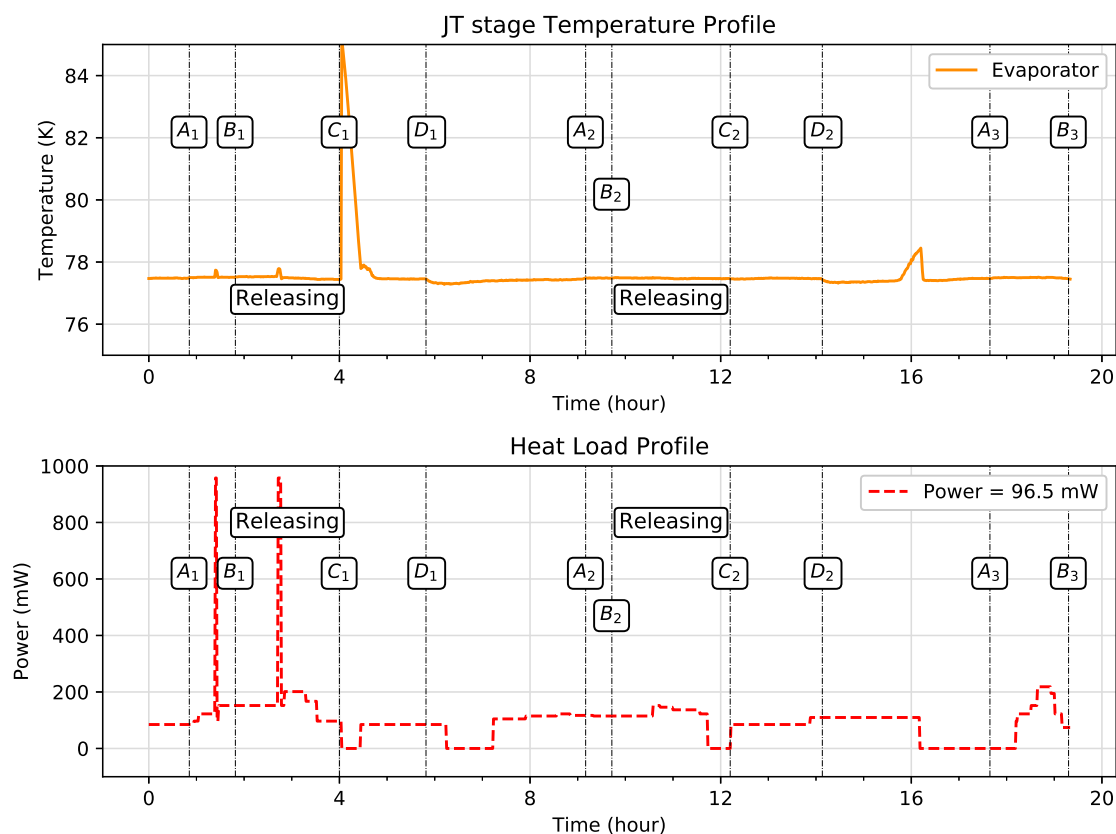 JT stage Temperature Profile
Temperature (K)
84
82
80
78
76
Evaporator
A₁ B₁ C₁ D₁ A₂ C₂ D₂ A₃ B₃
B₂
Releasing Releasing
0 4 8 12 16 20
Time (hour)
Heat Load Profile
Power (mW)
1000
800
600
400
200
0
Power = 96.5 mW
Releasing Releasing
A₁ B₁ C₁ D₁ A₂ C₂ D₂ A₃ B₃
B₂
0 4 8 12 16 20
Time (hour)